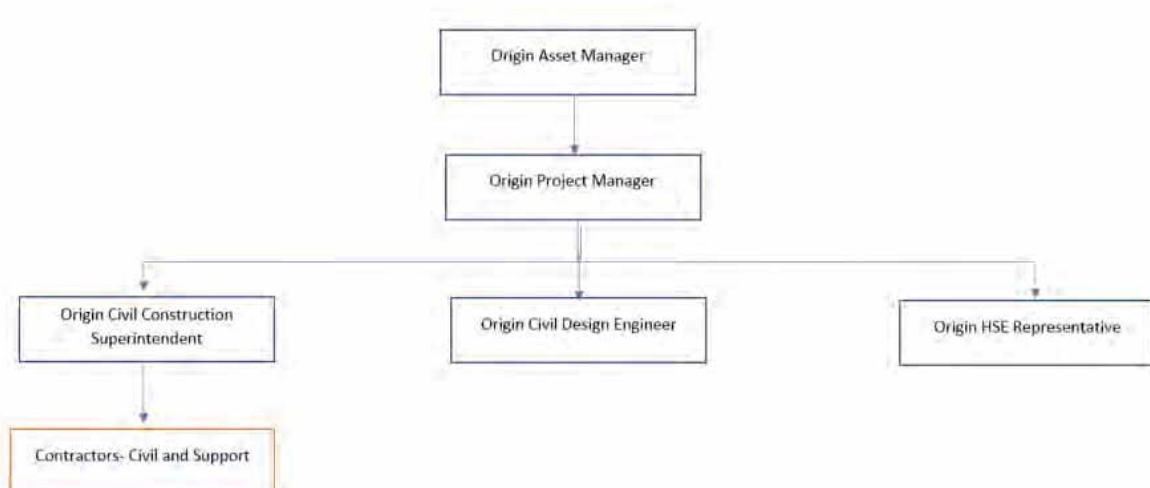 Origin Asset Manager
Origin Project Manager
Origin Civil Construction
Superintendent
Origin Civil Design Engineer
Origin HSE Representative
Contractors- Civil and Support